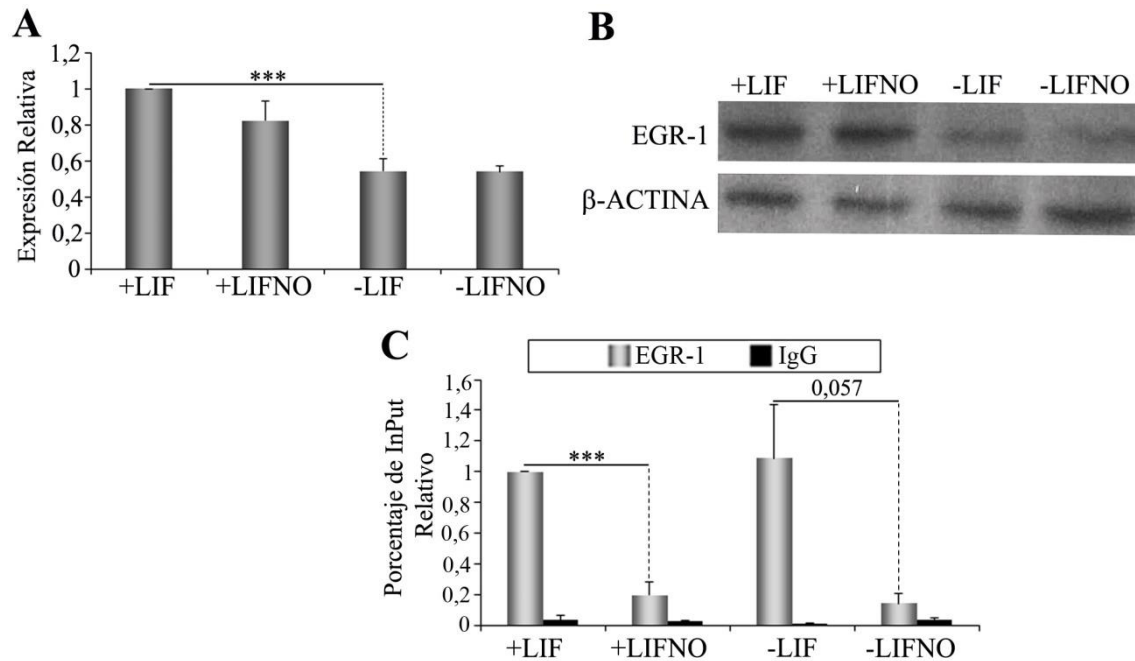 A
1,2
***
1
0,8
0,6
0,4
0,2
0
Expresión Relativa
+LIF +LIFNO -LIF -LIFNO
B
+LIF +LIFNO -LIF -LIFNO
EGR-1
β-ACTINA
C
EGR-1 IgG
1,6
0,057
1,4
1,2
***
1
0,8
0,6
0,4
0,2
0
Porcentaje de InPut
Relativo
+LIF +LIFNO -LIF -LIFNO